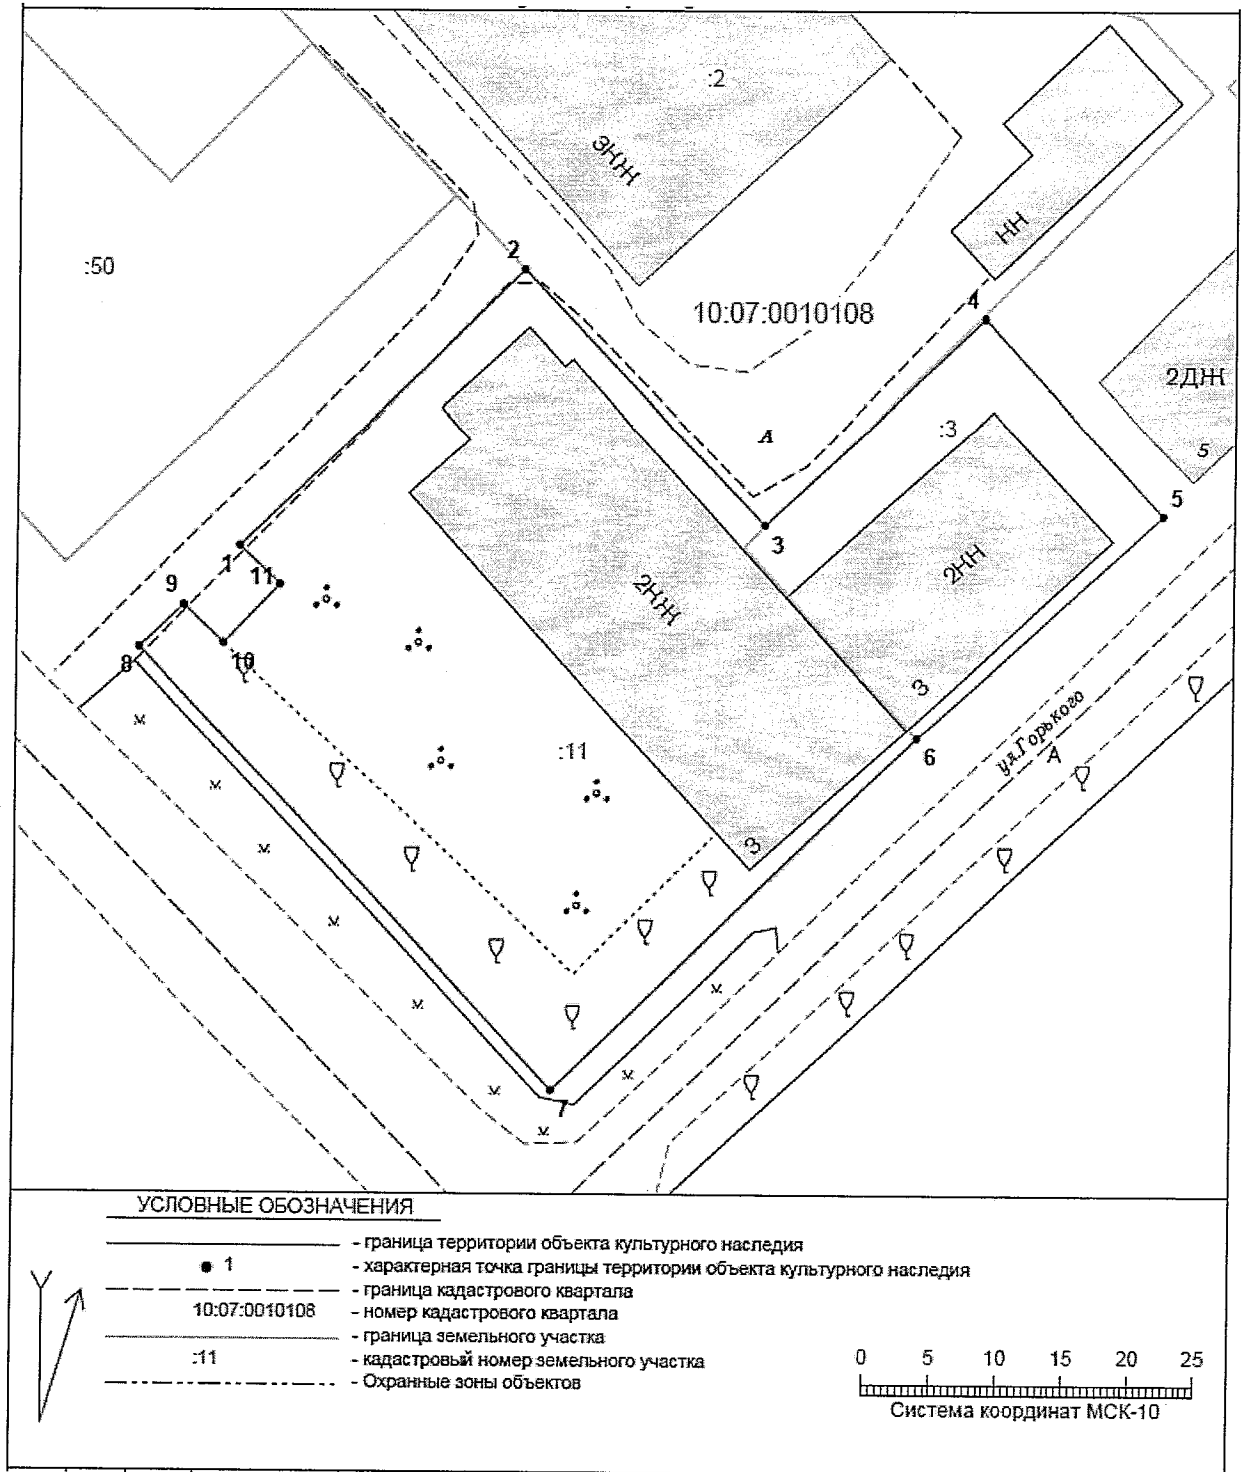 :2
3КЖ
НН
:50
2
10:07:0010108
4
2ДЖ
А
:3
5
5
3
1
11
9
2НН
2КЖ
8
10
3
6
ул.Горького
А
:11
3
7
УСЛОВНЫЕ ОБОЗНАЧЕНИЯ
- граница территории объекта культурного наследия
1 - характерная точка границы территории объекта культурного наследия
- граница кадастрового квартала
10:07:0010108 - номер кадастрового квартала
- граница земельного участка
:11 - кадастровый номер земельного участка
- Охранные зоны объектов
0 5 10 15 20 25
Система координат МСК-10